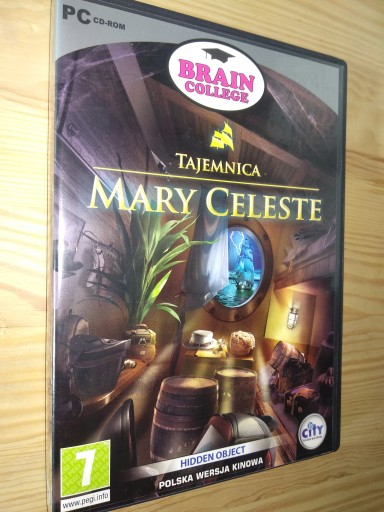 PC CD-ROM
BRAIN
COLLEGE
TAJEMNICA
MARY CELESTE
HIDDEN OBJECT
POLSKA WERSJA KINOWA
CITY
7
www.pegi.info